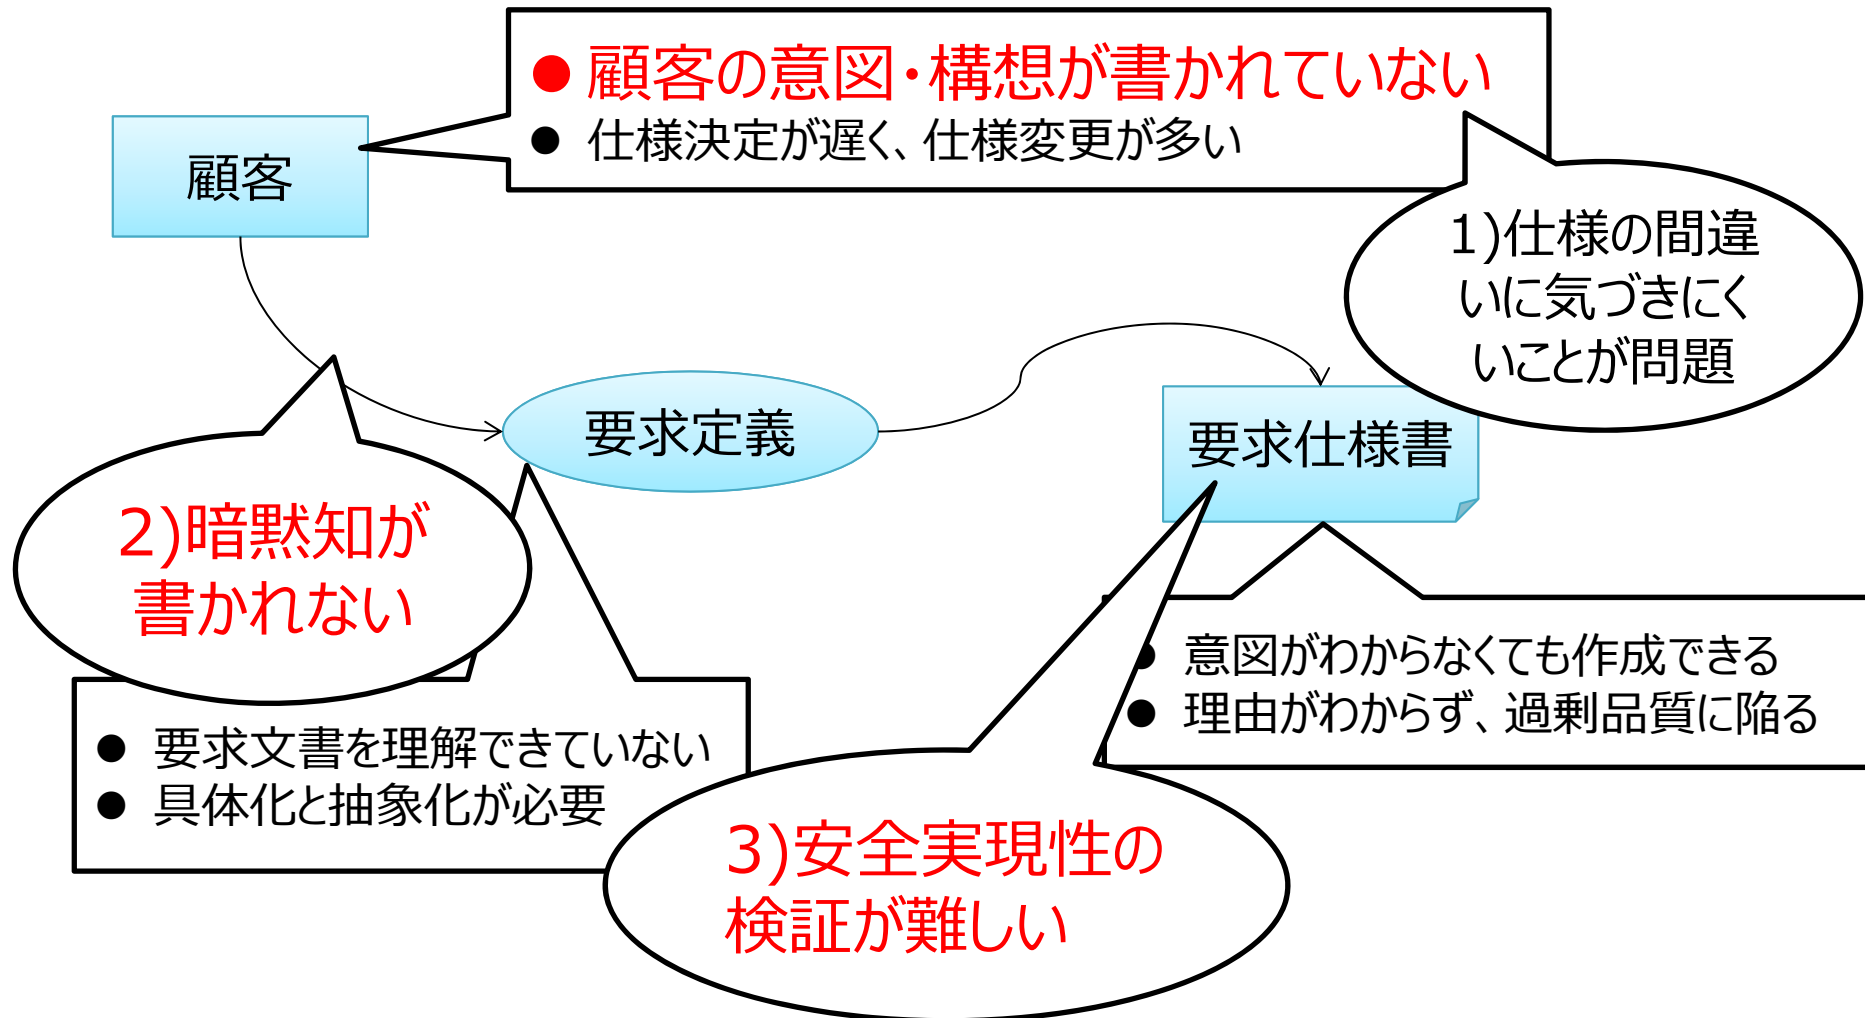 ● 顧客の意図・構想が書かれていない
● 仕様決定が遅く、仕様変更が多い
顧客
1)仕様の間違
いに気づきにく
いことが問題
要求定義
要求仕様書
2)暗黙知が
書かれない
● 意図がわからなくても作成できる
● 理由がわからず、過剰品質に陥る
● 要求文書を理解できていない
● 具体化と抽象化が必要
3)安全実現性の
検証が難しい